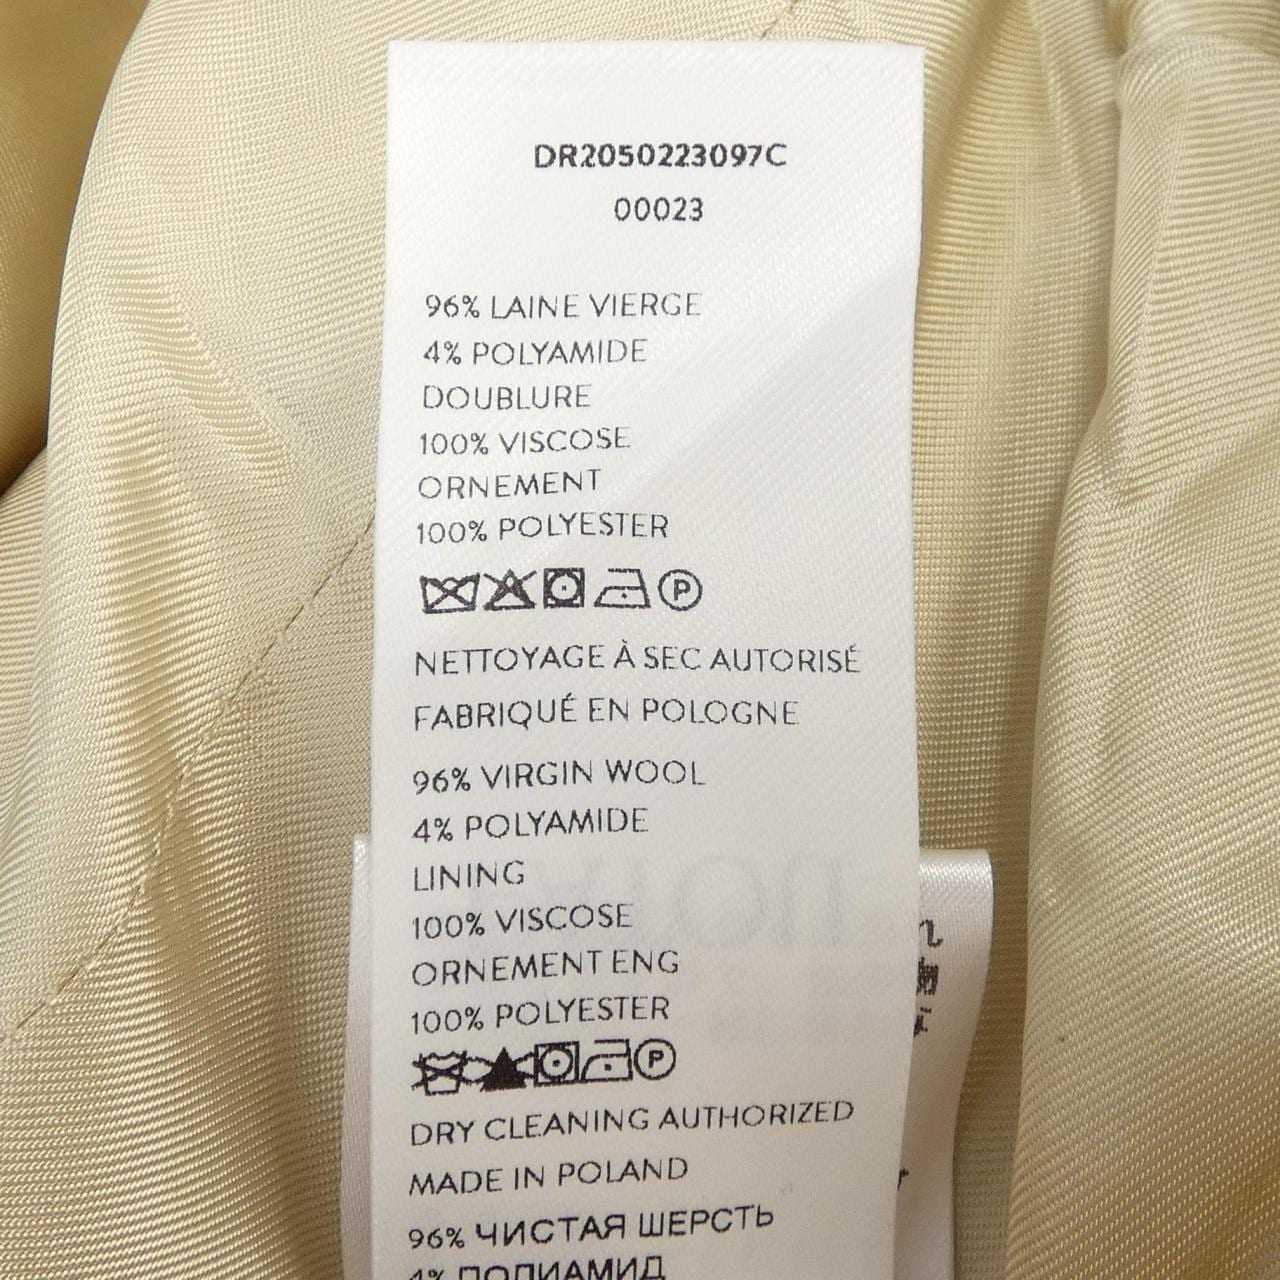 DR2050223097C
00023
96% LAINE VIERGE
4% POLYAMIDE
DOUBLURE
100% VISCOSE
ORNEMENT
100% POLYESTER
P
NETTOYAGE À SEC AUTORISÉ
FABRIQUÉ EN POLOGNE
96% VIRGIN WOOL
4% POLYAMIDE
LINING
100% VISCOSE
ORNEMENT ENG
100% POLYESTER
P
DRY CLEANING AUTHORIZED
MADE IN POLAND
96% ЧИСТАЯ ШЕРСТЬ
4% ПОЛИАМИД